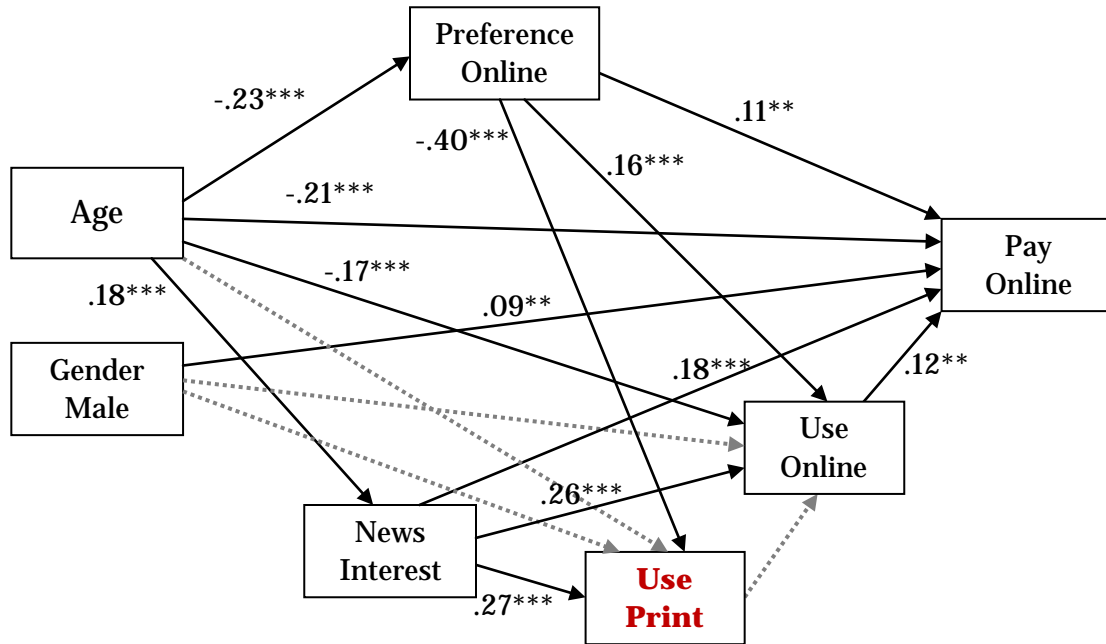 Preference
Online
-.23***
-.40***
.11**
.16***
Age
-.21***
Pay
Online
-.17***
.18***
.09**
Gender
Male
.18***
.12**
Use
Online
.26***
News
Interest
Use
Print
.27***